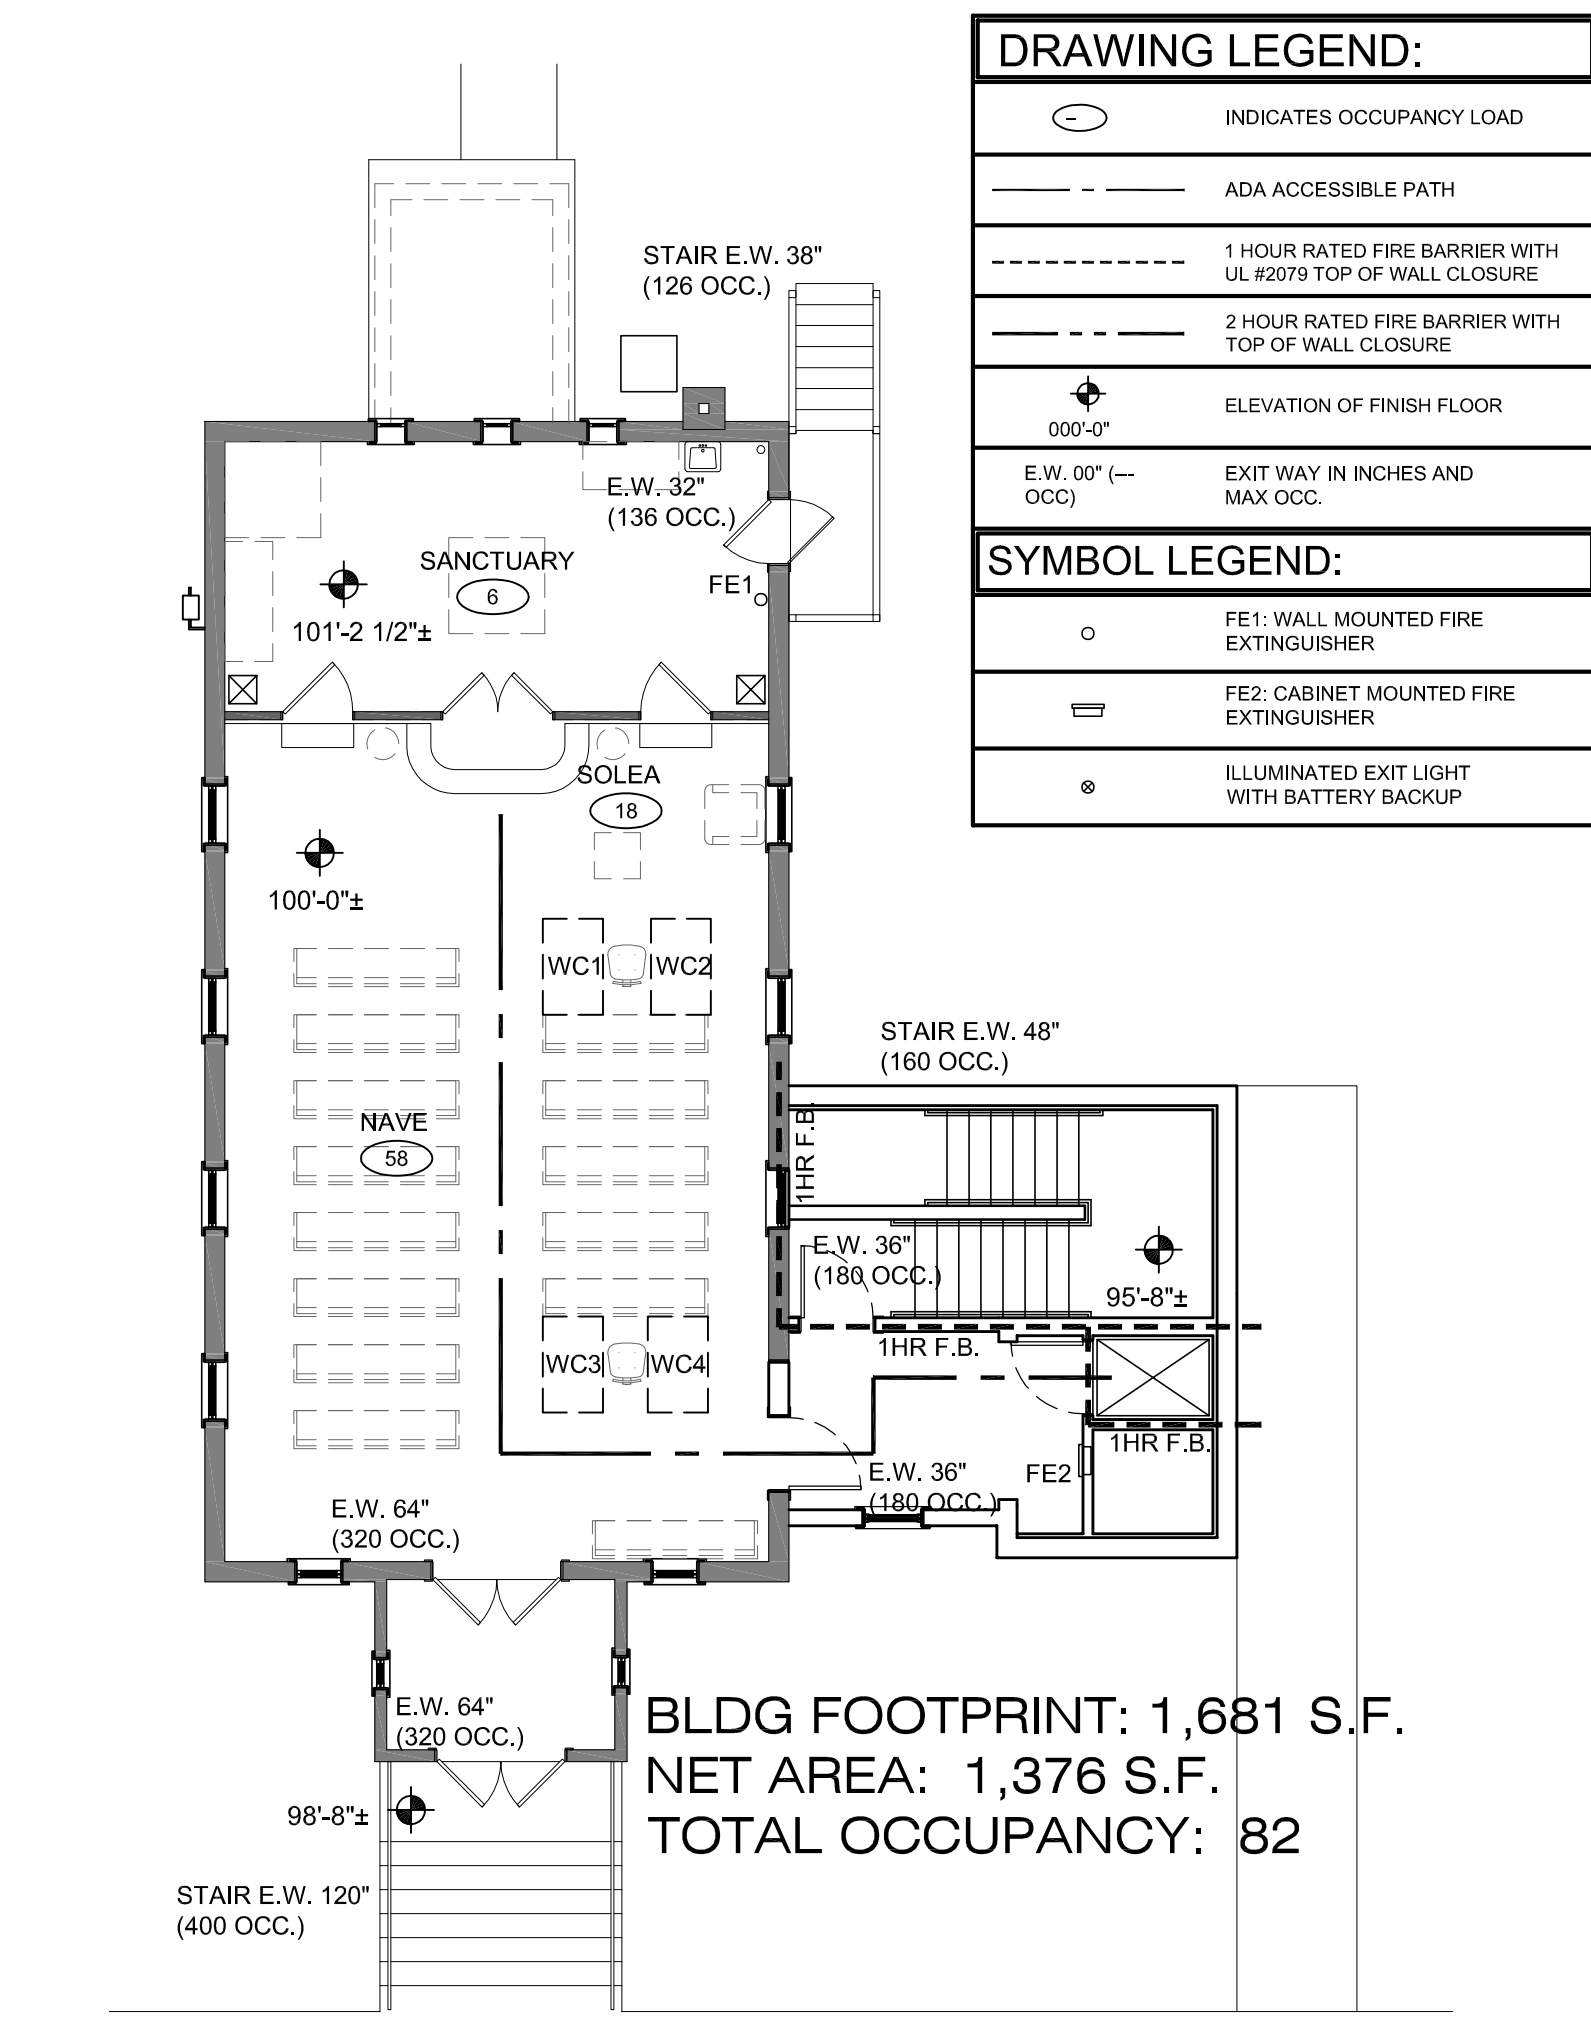 DRAWING LEGEND:
-
INDICATES OCCUPANCY LOAD
ADA ACCESSIBLE PATH
1 HOUR RATED FIRE BARRIER WITH
UL #2079 TOP OF WALL CLOSURE
2 HOUR RATED FIRE BARRIER WITH
TOP OF WALL CLOSURE
000'-0"
ELEVATION OF FINISH FLOOR
E.W. 00" (---
OCC)
EXIT WAY IN INCHES AND
MAX OCC.
SYMBOL LEGEND:
FE1: WALL MOUNTED FIRE
EXTINGUISHER
FE2: CABINET MOUNTED FIRE
EXTINGUISHER
ILLUMINATED EXIT LIGHT
WITH BATTERY BACKUP
STAIR E.W. 38"
(126 OCC.)
E.W. 32"
(136 OCC.)
SANCTUARY
6
FE1
101'-2 1/2"±
SOLEA
18
100'-0"±
WC1
WC2
STAIR E.W. 48"
(160 OCC.)
1HR F.B.
NAVE
58
E.W. 36"
(180 OCC.)
95'-8"±
1HR F.B.
WC3
WC4
1HR F.B.
E.W. 36"
(180 OCC.)
FE2
E.W. 64"
(320 OCC.)
E.W. 64"
(320 OCC.)
BLDG FOOTPRINT: 1,681 S.F.
NET AREA: 1,376 S.F.
TOTAL OCCUPANCY: 82
98'-8"±
STAIR E.W. 120"
(400 OCC.)